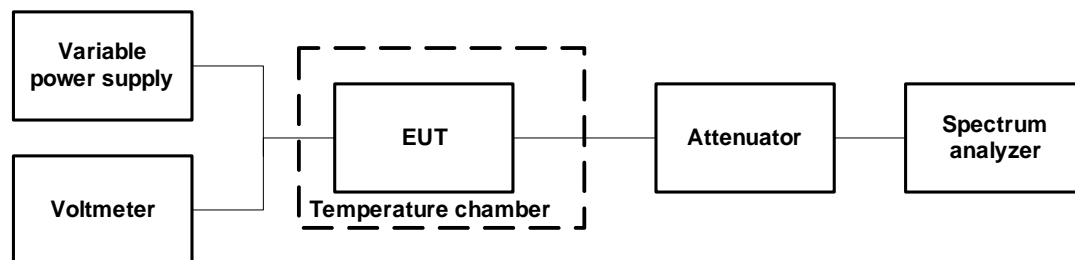 Variable
power supply
Voltmeter
EUT
Temperature chamber
Attenuator
Spectrum
analyzer